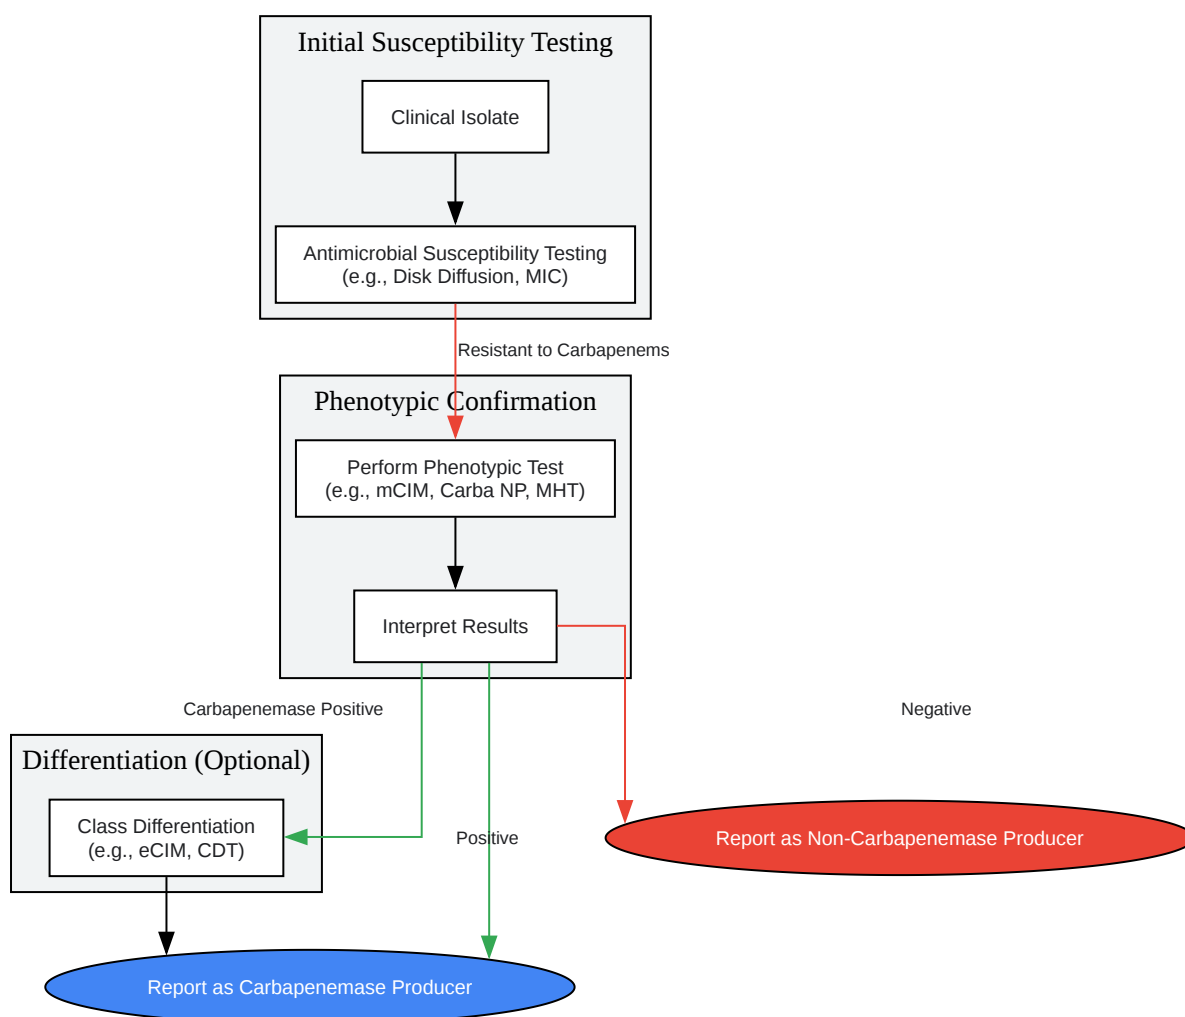 Initial Susceptibility Testing
Clinical Isolate
Antimicrobial Susceptibility Testing
(e.g., Disk Diffusion, MIC)
Resistant to Carbapenems
Phenotypic Confirmation
Perform Phenotypic Test
(e.g., mCIM, Carba NP, MHT)
Interpret Results
Carbapenemase Positive
Negative
Differentiation (Optional)
Class Differentiation
(e.g., eCIM, CDT)
Positive
Report as Non-Carbapenemase Producer
Report as Carbapenemase Producer